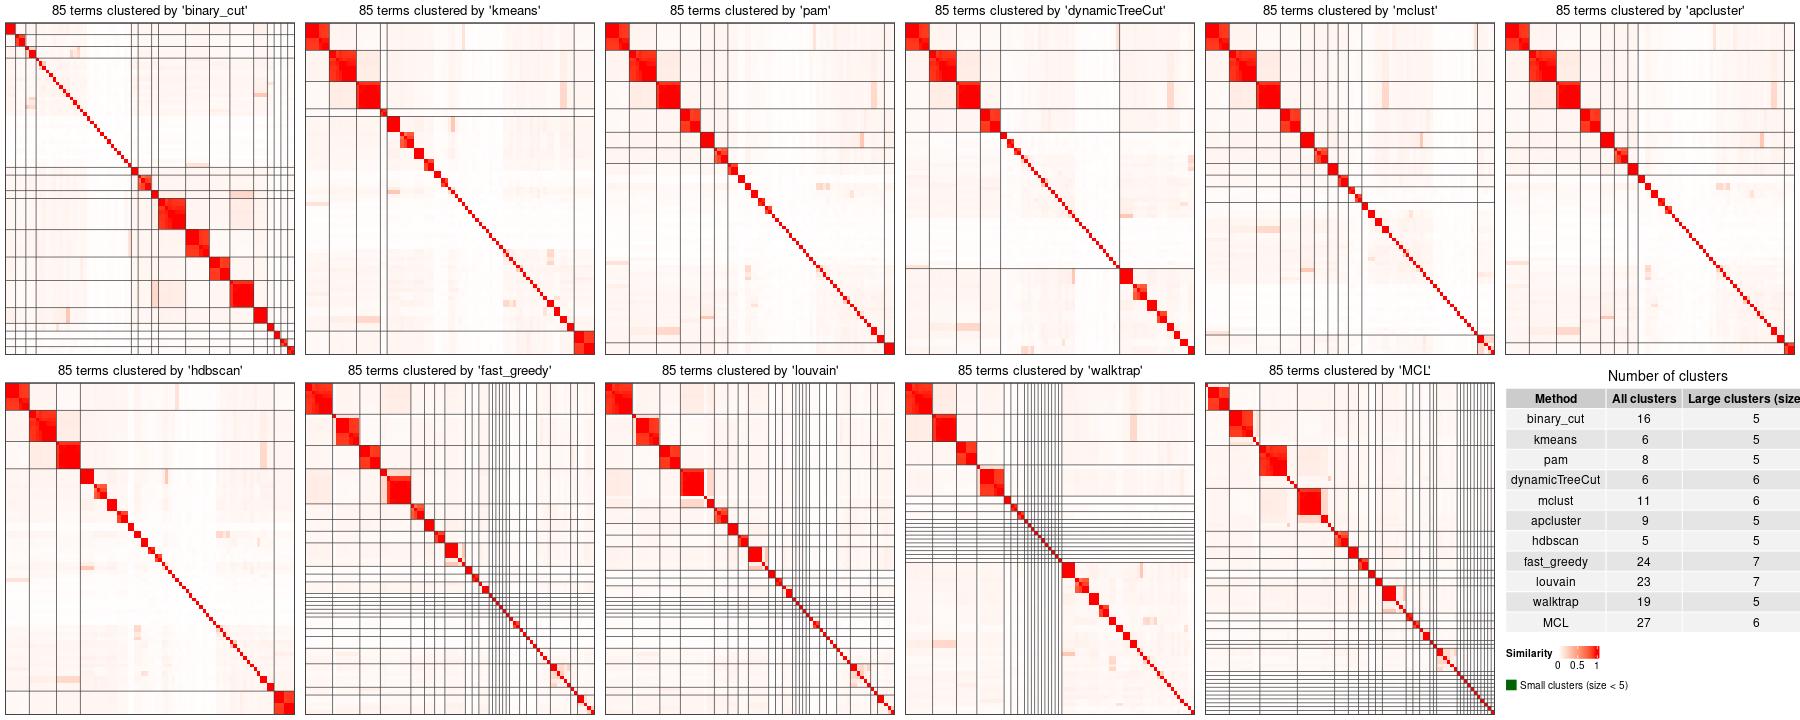 85 terms clustered by 'binary_cut'
85 terms clustered by 'kmeans'
85 terms clustered by 'pam'
85 terms clustered by 'dynamicTreeCut'
85 terms clustered by 'mclust'
85 terms clustered by 'apcluster'
85 terms clustered by 'hdbscan'
85 terms clustered by 'fast_greedy'
85 terms clustered by 'louvain'
85 terms clustered by 'walktrap'
85 terms clustered by 'MCL'
Number of clusters
Method All clusters Large clusters (size
binary_cut 16 5
kmeans 6 5
pam 8 5
dynamicTreeCut 6 6
mclust 11 6
apcluster 9 5
hdbscan 5 5
fast_greedy 24 7
louvain 23 7
walktrap 19 5
MCL 27 6
Similarity
0 0.5 1
Small clusters (size < 5)